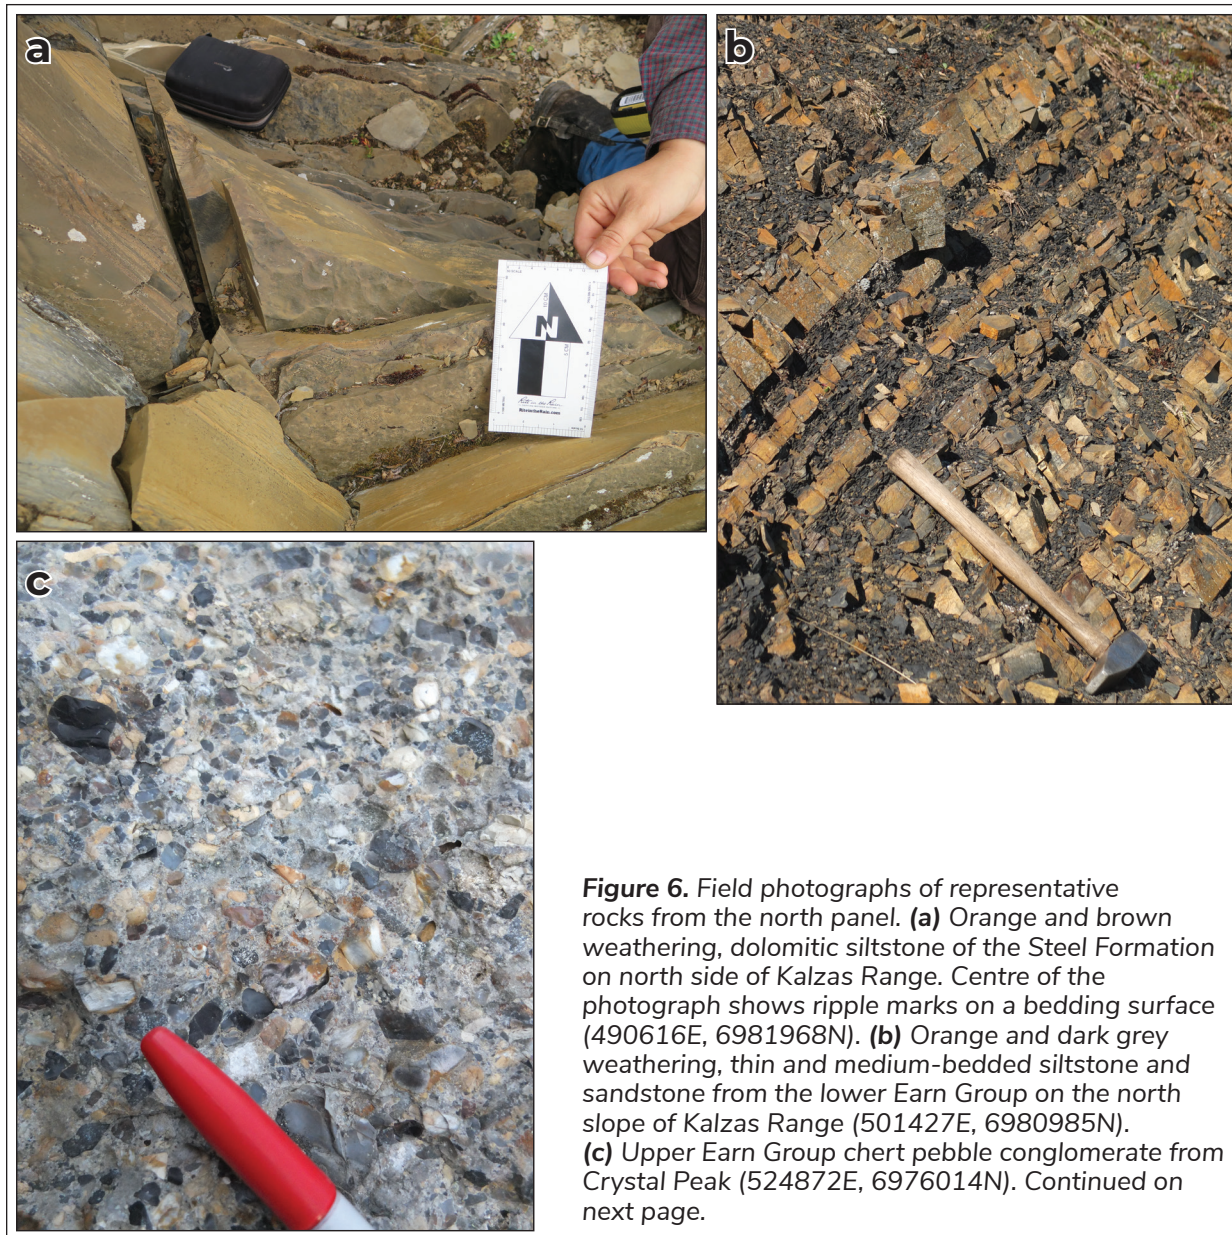 a
b
N
5 CM
RiteintheRain.com
c
Figure 6. Field photographs of representative
rocks from the north panel. (a) Orange and brown
weathering, dolomitic siltstone of the Steel Formation
on north side of Kalzas Range. Centre of the
photograph shows ripple marks on a bedding surface
(490616E, 6981968N). (b) Orange and dark grey
weathering, thin and medium-bedded siltstone and
sandstone from the lower Earn Group on the north
slope of Kalzas Range (501427E, 6980985N).
(c) Upper Earn Group chert pebble conglomerate from
Crystal Peak (524872E, 6976014N). Continued on
next page.